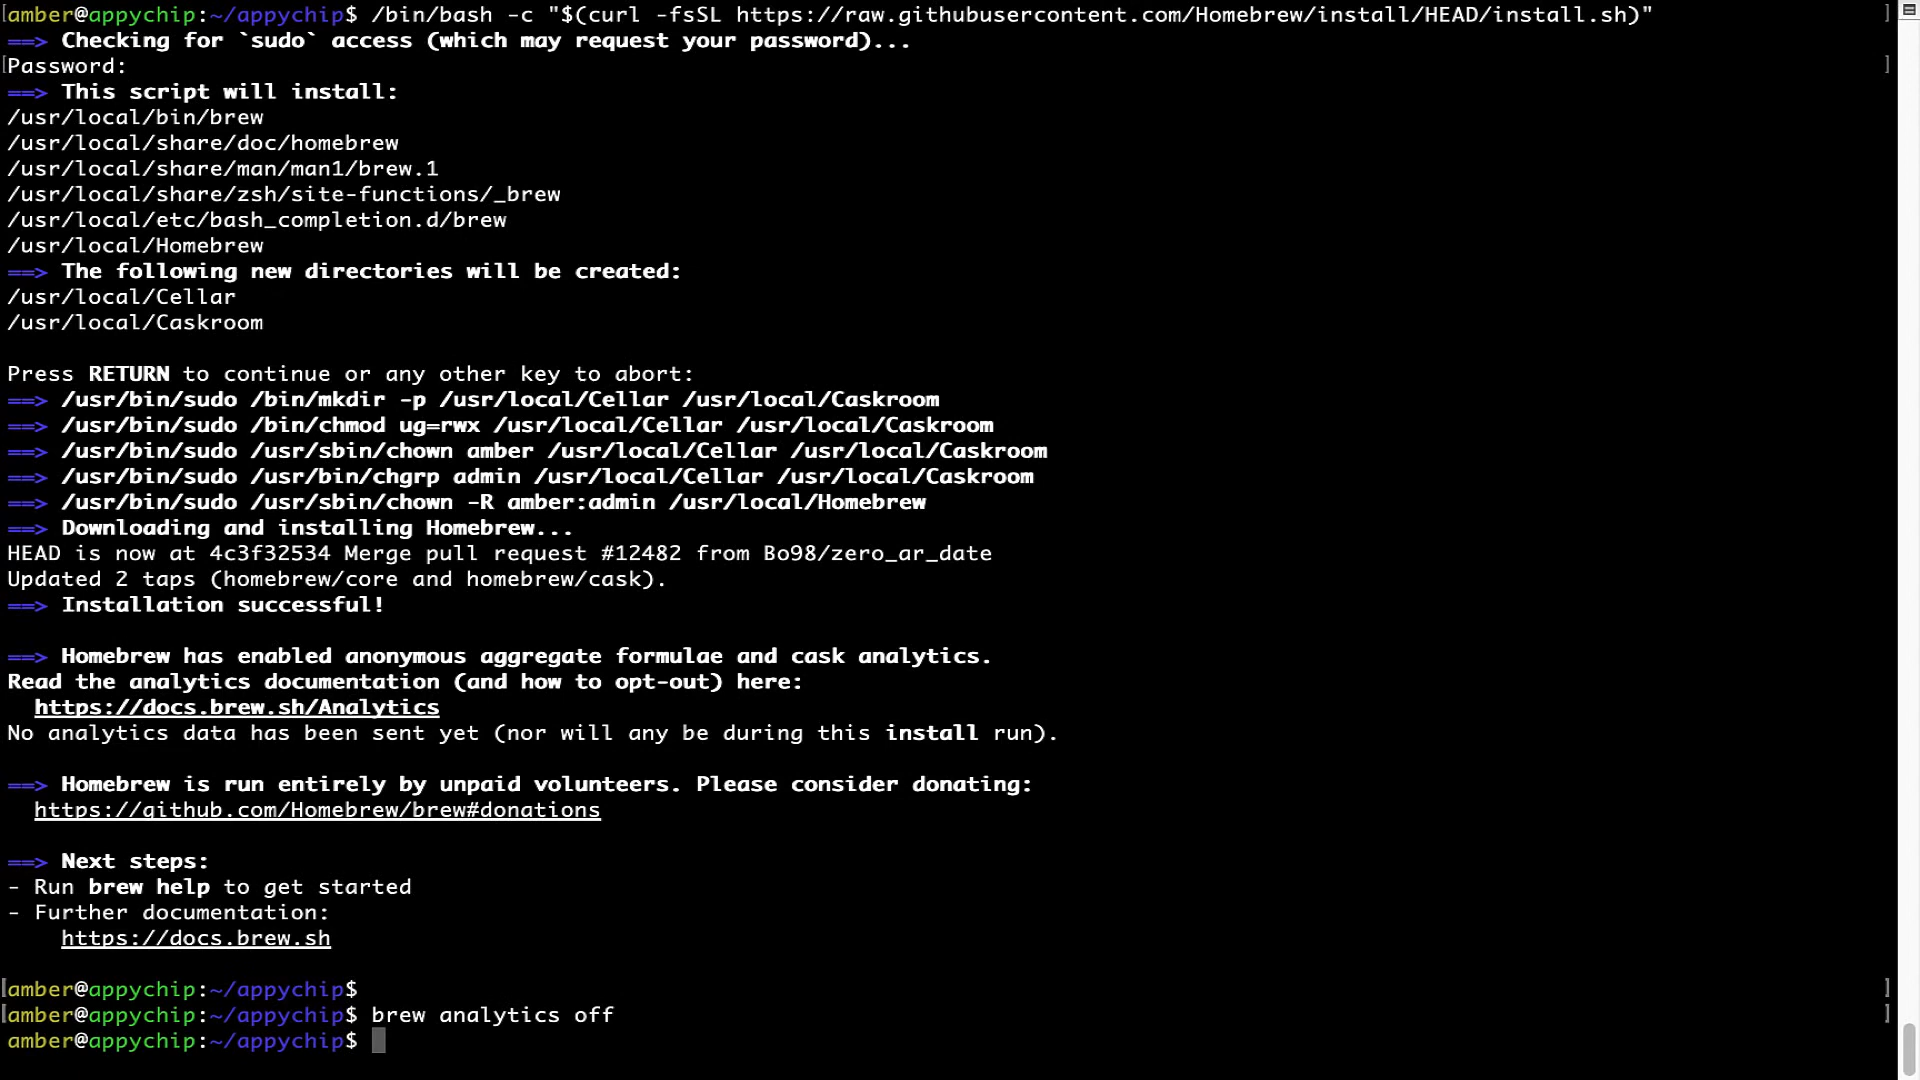 amber@appychip:~/appychip$ /bin/bash -c "$(curl -fsSL https://raw.githubusercontent.com/Homebrew/install/HEAD/install.sh)"
==> Checking for `sudo` access (which may request your password)...
Password:
==> This script will install:
/usr/local/bin/brew
/usr/local/share/doc/homebrew
/usr/local/share/man/man1/brew.1
/usr/local/share/zsh/site-functions/_brew
/usr/local/etc/bash_completion.d/brew
/usr/local/Homebrew
==> The following new directories will be created:
/usr/local/Cellar
/usr/local/Caskroom

Press RETURN to continue or any other key to abort:
==> /usr/bin/sudo /bin/mkdir -p /usr/local/Cellar /usr/local/Caskroom
==> /usr/bin/sudo /bin/chmod ug=rwx /usr/local/Cellar /usr/local/Caskroom
==> /usr/bin/sudo /usr/sbin/chown amber /usr/local/Cellar /usr/local/Caskroom
==> /usr/bin/sudo /usr/bin/chgrp admin /usr/local/Cellar /usr/local/Caskroom
==> /usr/bin/sudo /usr/sbin/chown -R amber:admin /usr/local/Homebrew
==> Downloading and installing Homebrew...
HEAD is now at 4c3f32534 Merge pull request #12482 from Bo98/zero_ar_date
Updated 2 taps (homebrew/core and homebrew/cask).
==> Installation successful!

==> Homebrew has enabled anonymous aggregate formulae and cask analytics.
Read the analytics documentation (and how to opt-out) here:
  https://docs.brew.sh/Analytics
No analytics data has been sent yet (nor will any be during this install run).

==> Homebrew is run entirely by unpaid volunteers. Please consider donating:
  https://github.com/Homebrew/brew#donations

==> Next steps:
- Run brew help to get started
- Further documentation:
    https://docs.brew.sh

amber@appychip:~/appychip$
amber@appychip:~/appychip$ brew analytics off
amber@appychip:~/appychip$